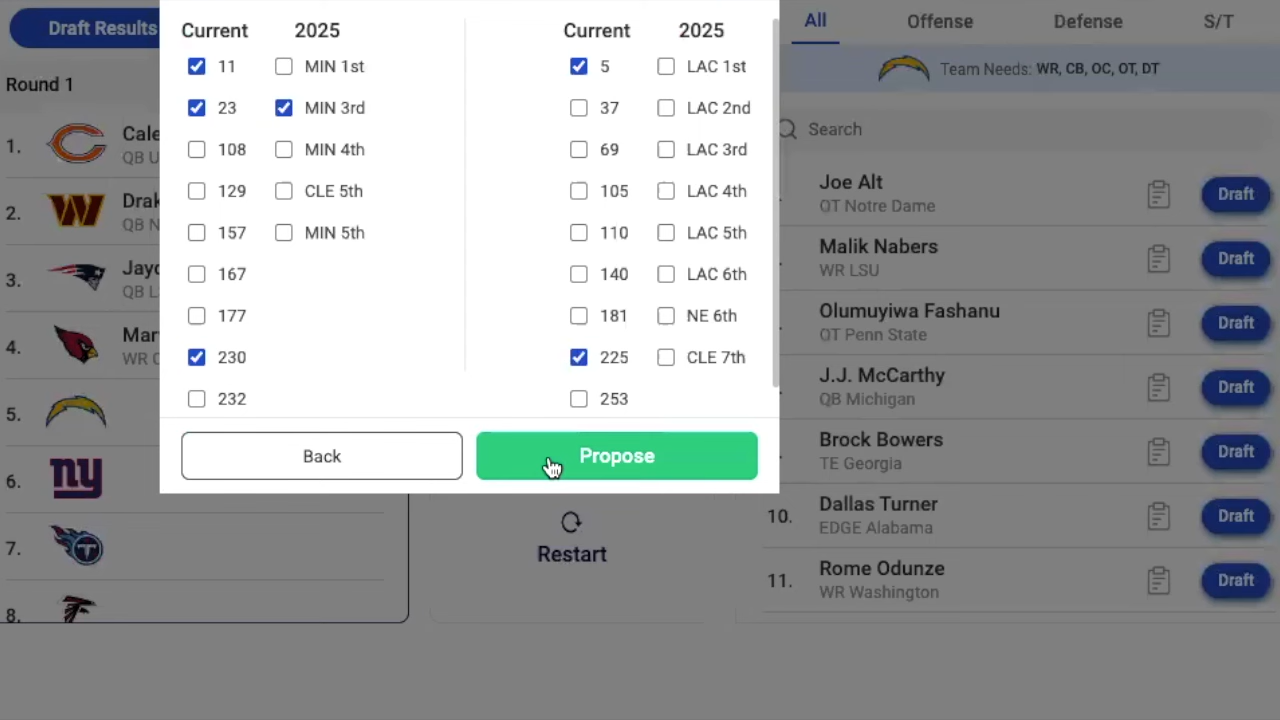 Draft Results
Round 1
1.
Cale
QB U
2.
W
Drak
QB N
3.
Jayd
QB L
4.
Mar
WR O
5.
6.
ny
7.
T
8.
Current 2025
11 MIN 1st
23 MIN 3rd
108 MIN 4th
129 CLE 5th
157 MIN 5th
167
177
230
232
Current 2025
5 LAC 1st
37 LAC 2nd
69 LAC 3rd
105 LAC 4th
110 LAC 5th
140 LAC 6th
181 NE 6th
225 CLE 7th
253
Back
Propose
Restart
All Offense Defense S/T
Team Needs: WR, CB, OC, OT, DT
Search
Joe Alt
OT Notre Dame
Draft
Malik Nabers
WR LSU
Draft
Olumuyiwa Fashanu
OT Penn State
Draft
J.J. McCarthy
QB Michigan
Draft
Brock Bowers
TE Georgia
Draft
10.
Dallas Turner
EDGE Alabama
Draft
11.
Rome Odunze
WR Washington
Draft